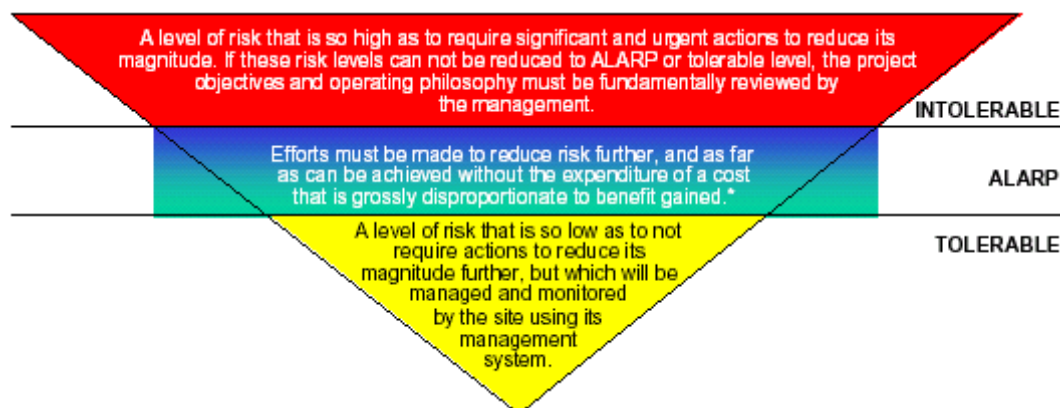 A level of risk that is so high as to require significant and urgent actions to reduce its
magnitude. If these risk levels can not be reduced to ALARP or tolerable level, the project
objectives and operating philosophy must be fundamentally reviewed by
the management.
INTOLERABLE
Efforts must be made to reduce risk further, and as far
as can be achieved without the expenditure of a cost
that is grossly disproportionate to benefit gained.*
ALARP
A level of risk that is so low as to not
require actions to reduce its
magnitude further, but which will be
managed and monitored
by the site using its
management
system.
TOLERABLE